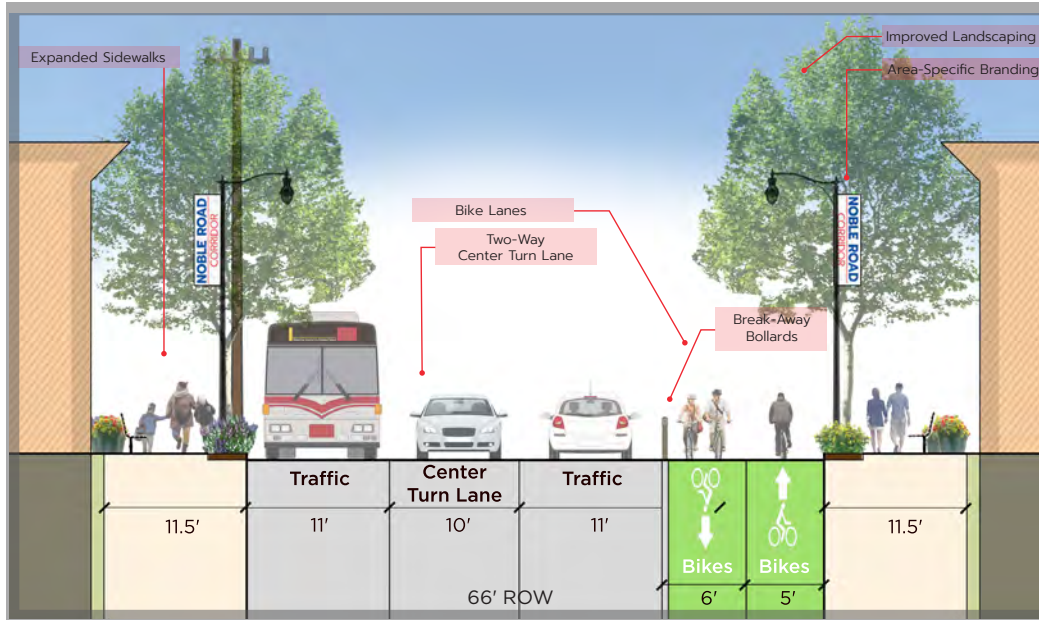 Improved Landscaping
Expanded Sidewalks
Area-Specific Branding
NOBLE ROAD
CORRIDOR
NOBLE ROAD
CORRIDOR
Bike Lanes
Two-Way
Center Turn Lane
Break-Away
Bollards
Traffic
Center
Turn Lane
Traffic
11.5'
11'
10'
11'
11.5'
Bikes
Bikes
66' ROW
6'
5'